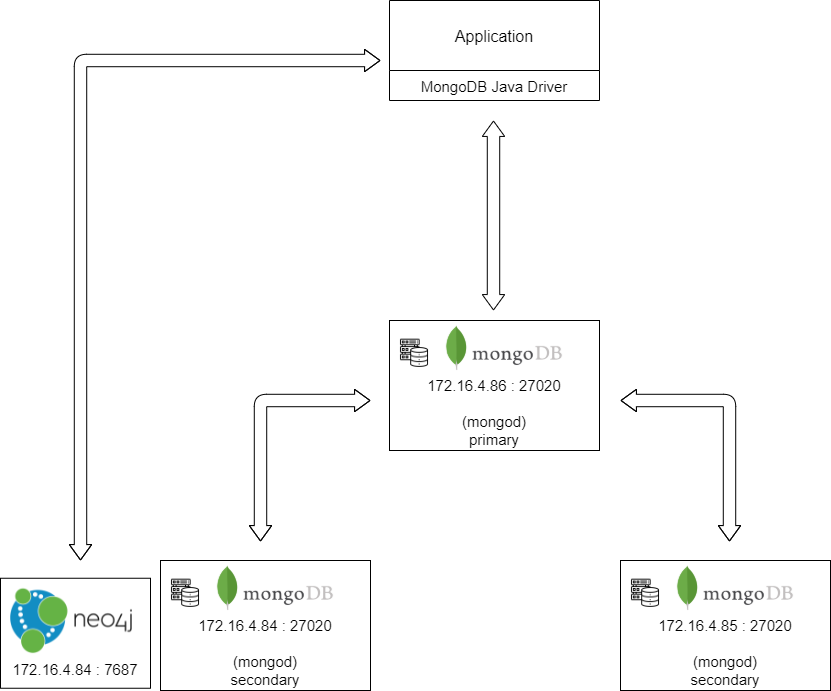 Application
MongoDB Java Driver
mongoDB
172.16.4.86 : 27020
(mongod)
primary
neo4j
172.16.4.84 : 7687
mongoDB
172.16.4.84 : 27020
(mongod)
secondary
mongoDB
172.16.4.85 : 27020
(mongod)
secondary